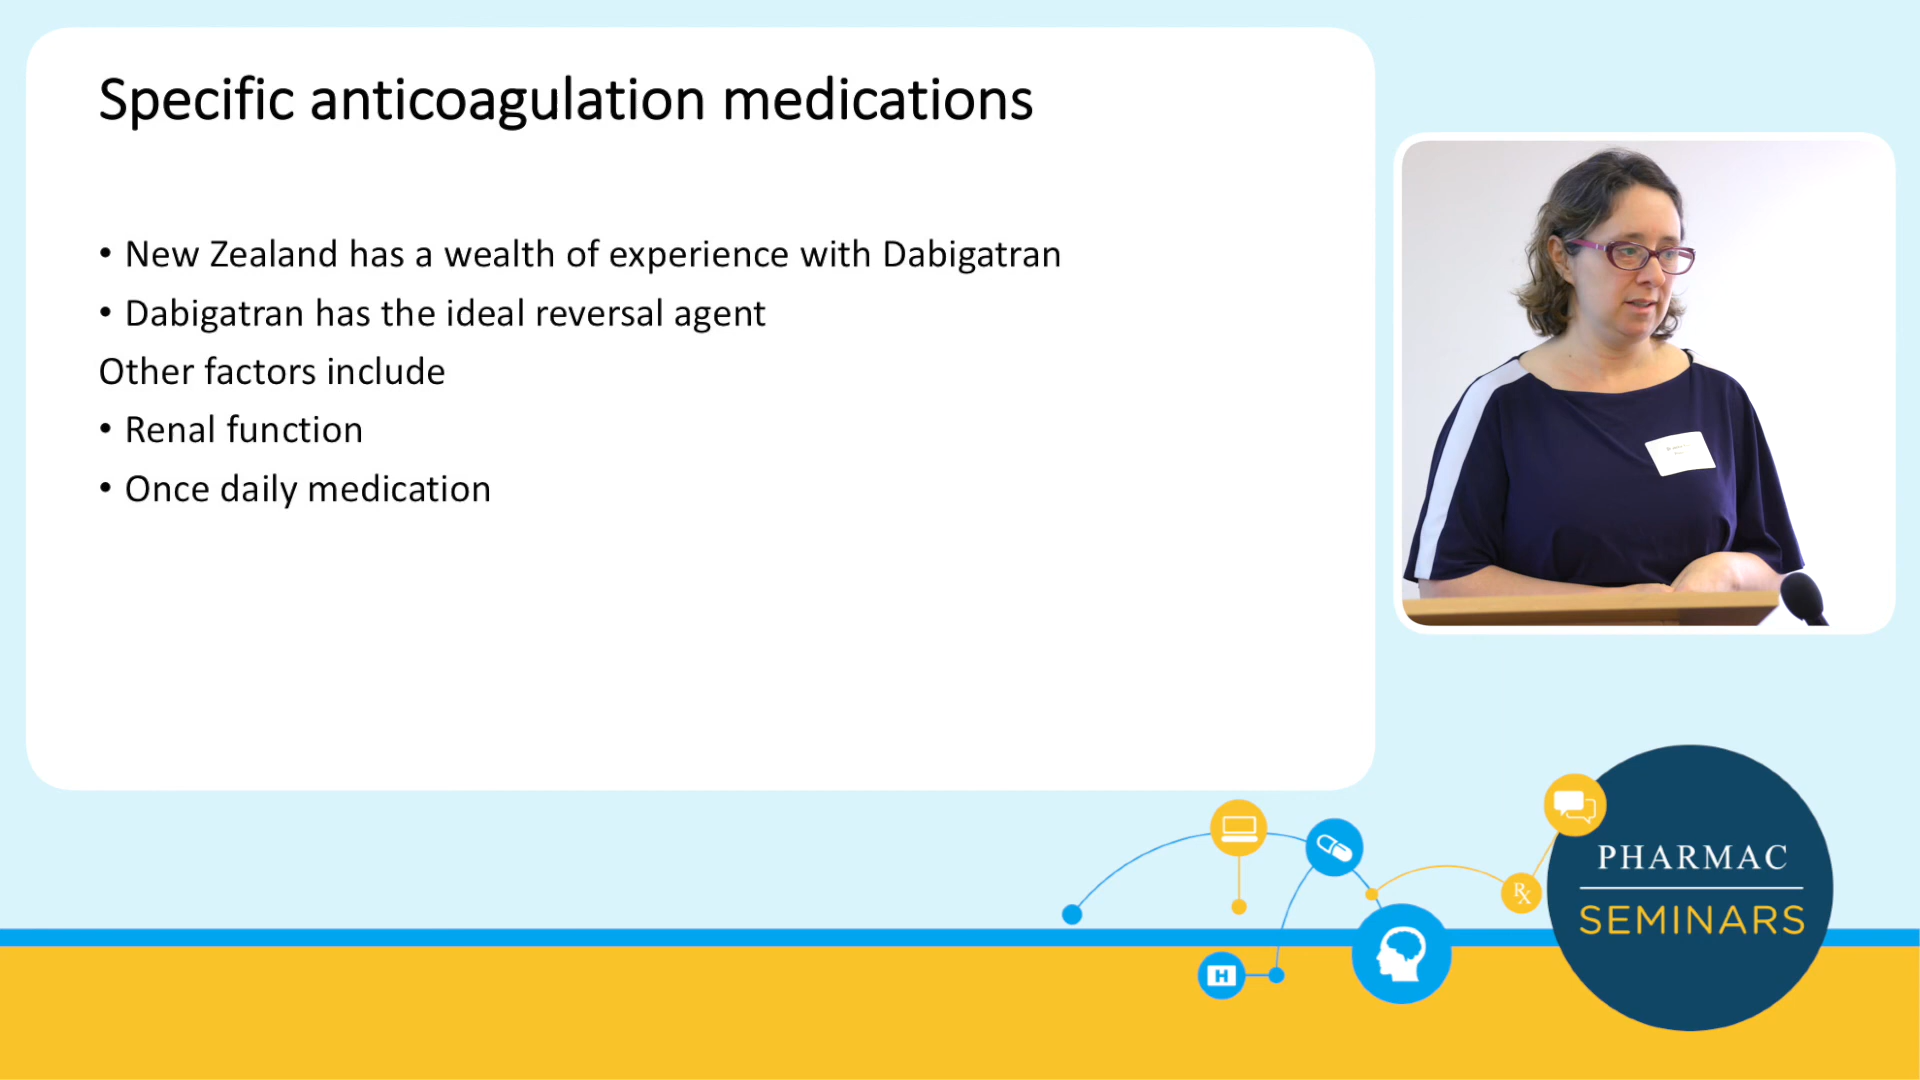 Specific anticoagulation medications
• New Zealand has a wealth of experience with Dabigatran
• Dabigatran has the ideal reversal agent
Other factors include
• Renal function
• Once daily medication
PHARMAC
SEMINARS
Rx
H